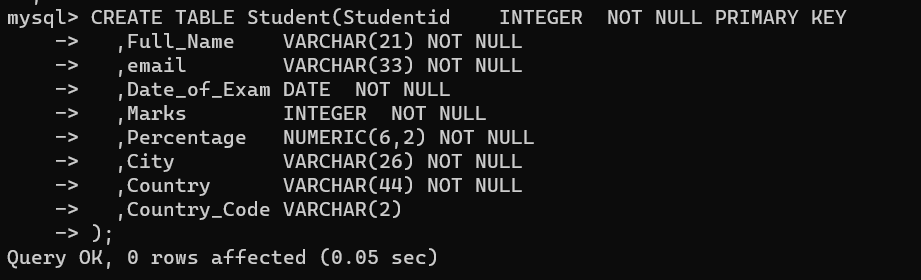 mysql> CREATE TABLE Student(Studentid    INTEGER  NOT NULL PRIMARY KEY
    ->   ,Full_Name    VARCHAR(21) NOT NULL
    ->   ,email        VARCHAR(33) NOT NULL
    ->   ,Date_of_Exam DATE  NOT NULL
    ->   ,Marks        INTEGER  NOT NULL
    ->   ,Percentage   NUMERIC(6,2) NOT NULL
    ->   ,City         VARCHAR(26) NOT NULL
    ->   ,Country      VARCHAR(44) NOT NULL
    ->   ,Country_Code VARCHAR(2)
    -> );
Query OK, 0 rows affected (0.05 sec)